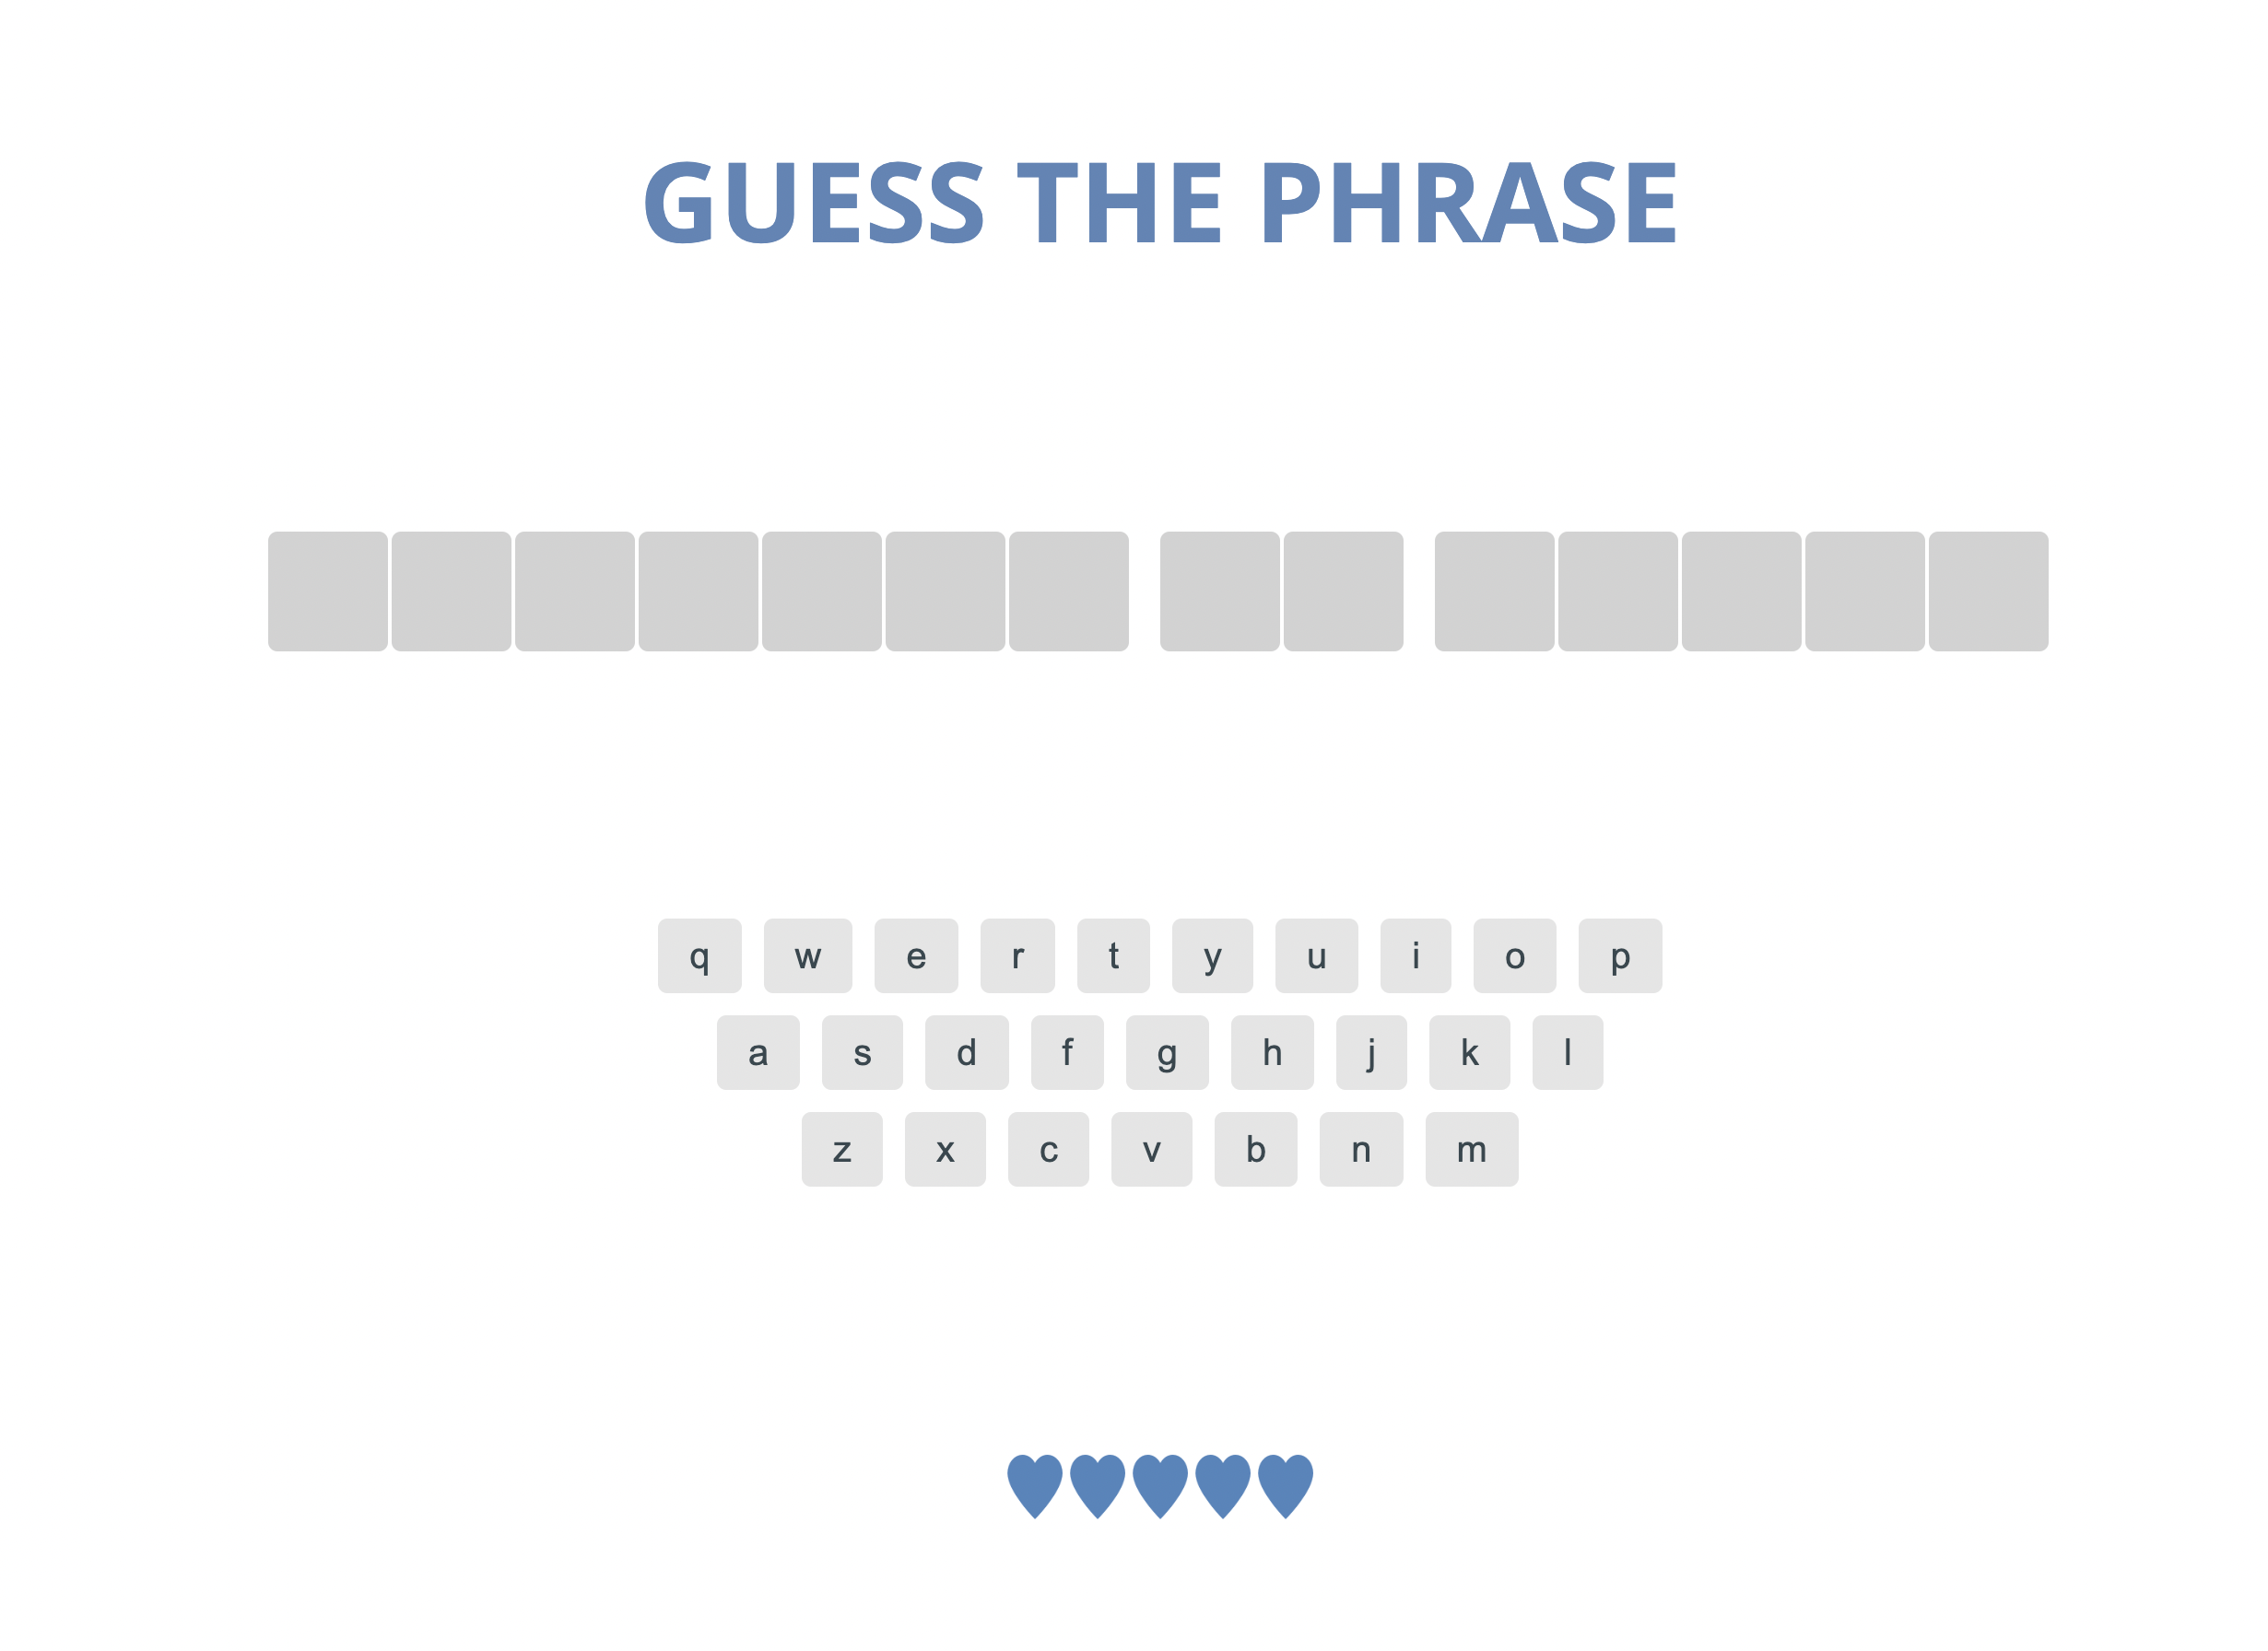 GUESS THE PHRASE
q w e r t y u i o p
a s d f g h j k l
z x c v b n m